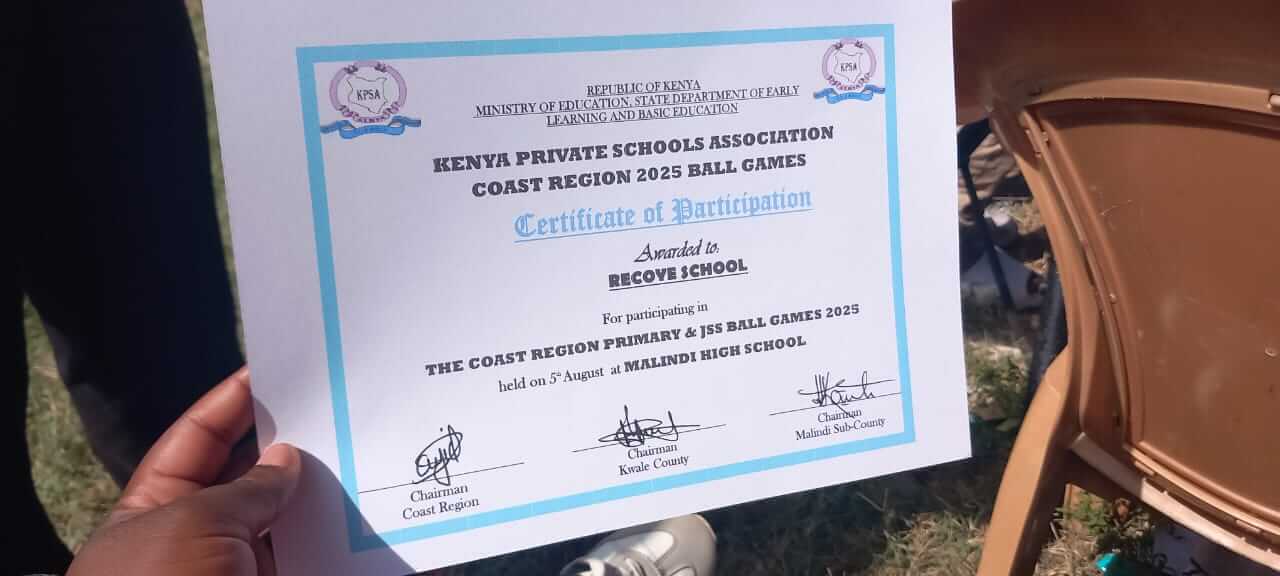 KPSA
KENYA
KPSA
KENYA
REPUBLIC OF KENYA
MINISTRY OF EDUCATION, STATE DEPARTMENT OF EARLY
LEARNING AND BASIC EDUCATION
KENYA PRIVATE SCHOOLS ASSOCIATION
COAST REGION 2025 BALL GAMES
Certificate of Participation
Awarded to:
RECOVE SCHOOL
For participating in
THE COAST REGION PRIMARY & JSS BALL GAMES 2025
held on 5th August at MALINDI HIGH SCHOOL
Chairman
Coast Region
Chairman
Kwale County
Chairman
Malindi Sub-County